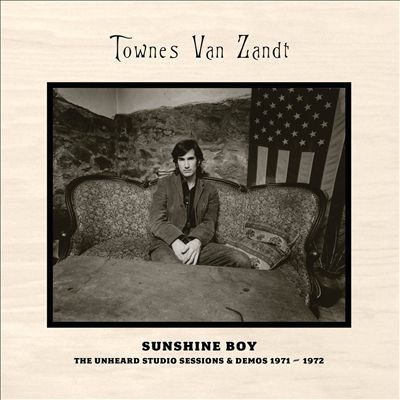 Townes Van Zandt
SUNSHINE BOY
THE UNHEARD STUDIO SESSIONS & DEMOS 1971 – 1972